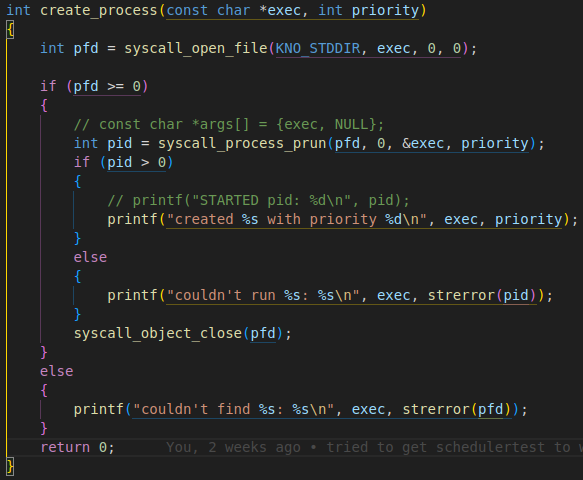 int create_process(const char *exec, int priority)
{
    int pfd = syscall_open_file(KNO_STDDIR, exec, 0, 0);

    if (pfd >= 0)
    {
        // const char *args[] = {exec, NULL};
        int pid = syscall_process_prun(pfd, 0, &exec, priority);
        if (pid > 0)
        {
            // printf("STARTED pid: %d\n", pid);
            printf("created %s with priority %d\n", exec, priority);
        }
        else
        {
            printf("couldn't run %s: %s\n", exec, strerror(pid));
        }
        syscall_object_close(pfd);
    }
    else
    {
        printf("couldn't find %s: %s\n", exec, strerror(pfd));
    }
    return 0;      You, 2 weeks ago • tried to get schedulertest to
}